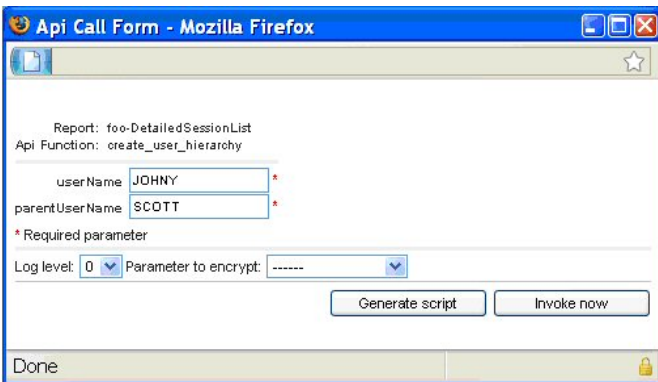 Api Call Form - Mozilla Firefox
Report: foo-DetailedSessionList
Api Function: create_user_hierarchy
userName JOHNY *
parentUserName SCOTT *
* Required parameter
Log level: 0 Parameter to encrypt: ------
Generate script Invoke now
Done